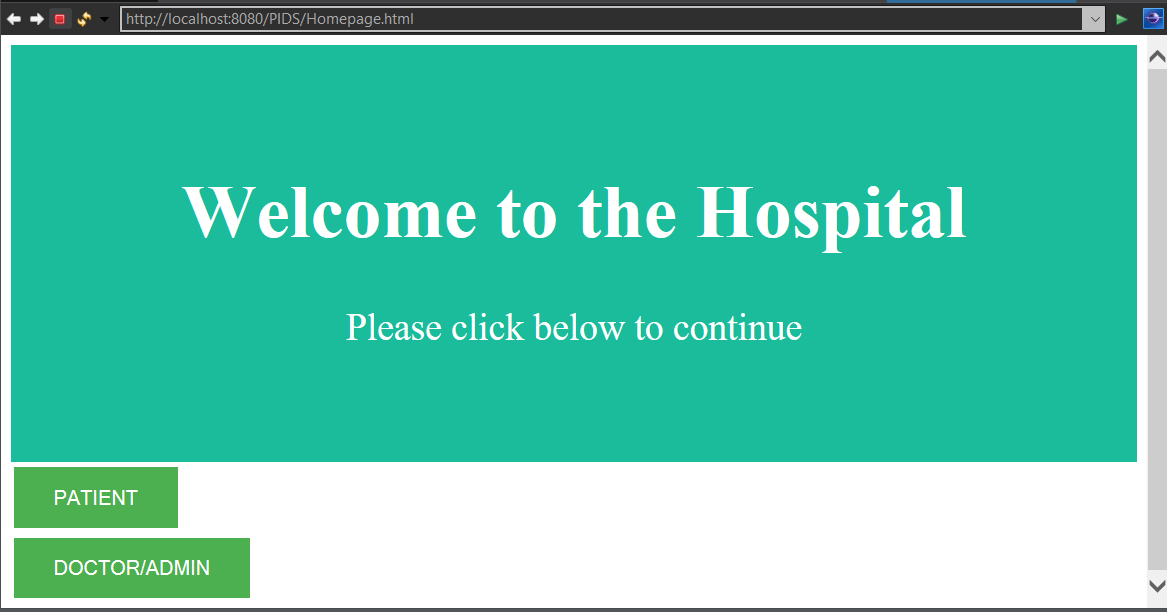 http://localhost:8080/PIDS/Homepage.html
Welcome to the Hospital
Please click below to continue
PATIENT
DOCTOR/ADMIN